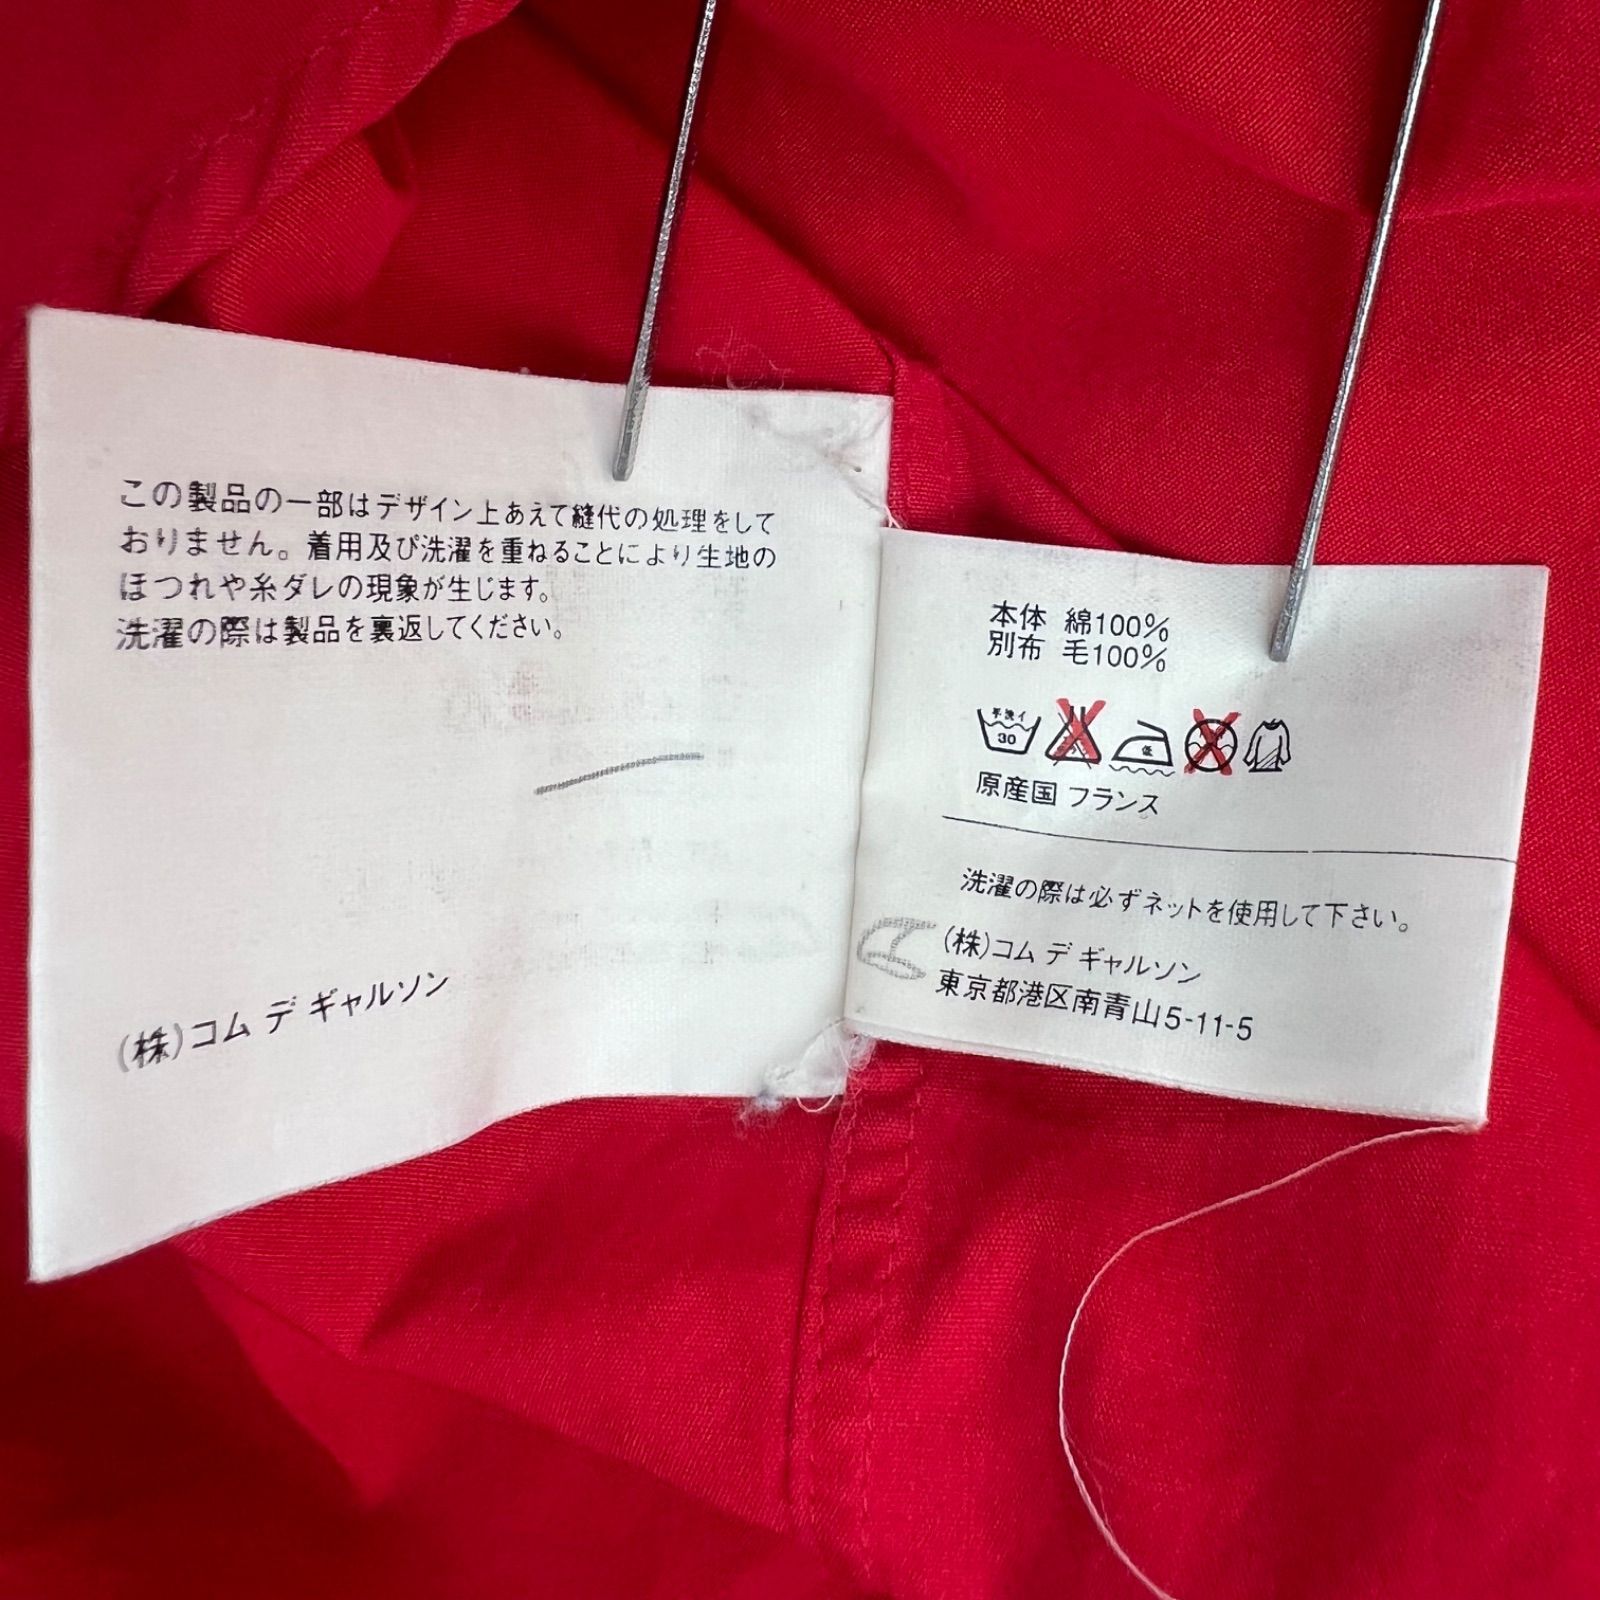 この製品の一部はデザイン上あえて縫代の処理をして
おりません。着用及び洗濯を重ねることにより生地の
ほつれや糸ダレの現象が生じます。
洗濯の際は製品を裏返してください。
(株)コム デ ギャルソン
本体 綿100%
別布 毛100%
手洗イ
30
低
原産国 フランス
洗濯の際は必ずネットを使用して下さい。
(株)コム デ ギャルソン
東京都港区南青山5-11-5